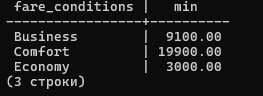 fare_conditions | min
-----------------+----------
Business | 9100.00
Comfort | 19900.00
Economy | 3000.00
(3 строки)